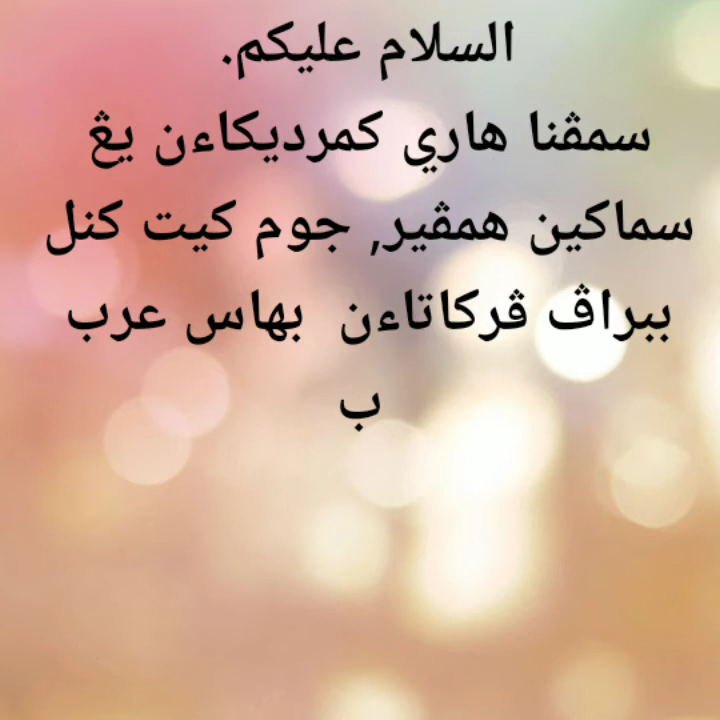 السلام عليكم.
سمڤنا هاري كمرديكاءن يڠ
سماكين همڤير, جوم كيت كنل
ببراڤ ڤركاتاءن بهاس عرب
ب